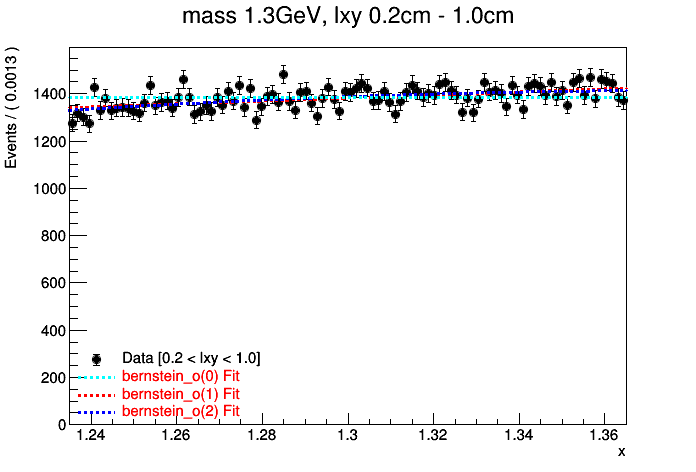 mass 1.3GeV, lxy 0.2cm - 1.0cm
Events / ( 0.0013 )
1400
1200
1000
800
600
400
200
0
Data [0.2 < lxy < 1.0]
bernstein_o(0) Fit
bernstein_o(1) Fit
bernstein_o(2) Fit
1.24 1.26 1.28 1.3 1.32 1.34 1.36
x